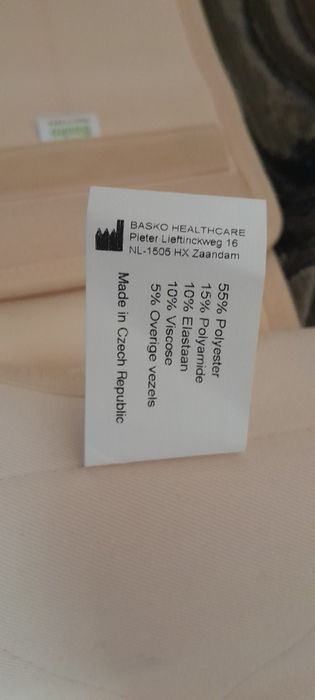 BASKO HEALTHCARE
Pieter Lieftinckweg 16
NL-1505 HX Zaandam
55% Polyester
15% Polyamide
10% Elastaan
10% Viscose
5% Overige vezels
Made in Czech Republic
Basko